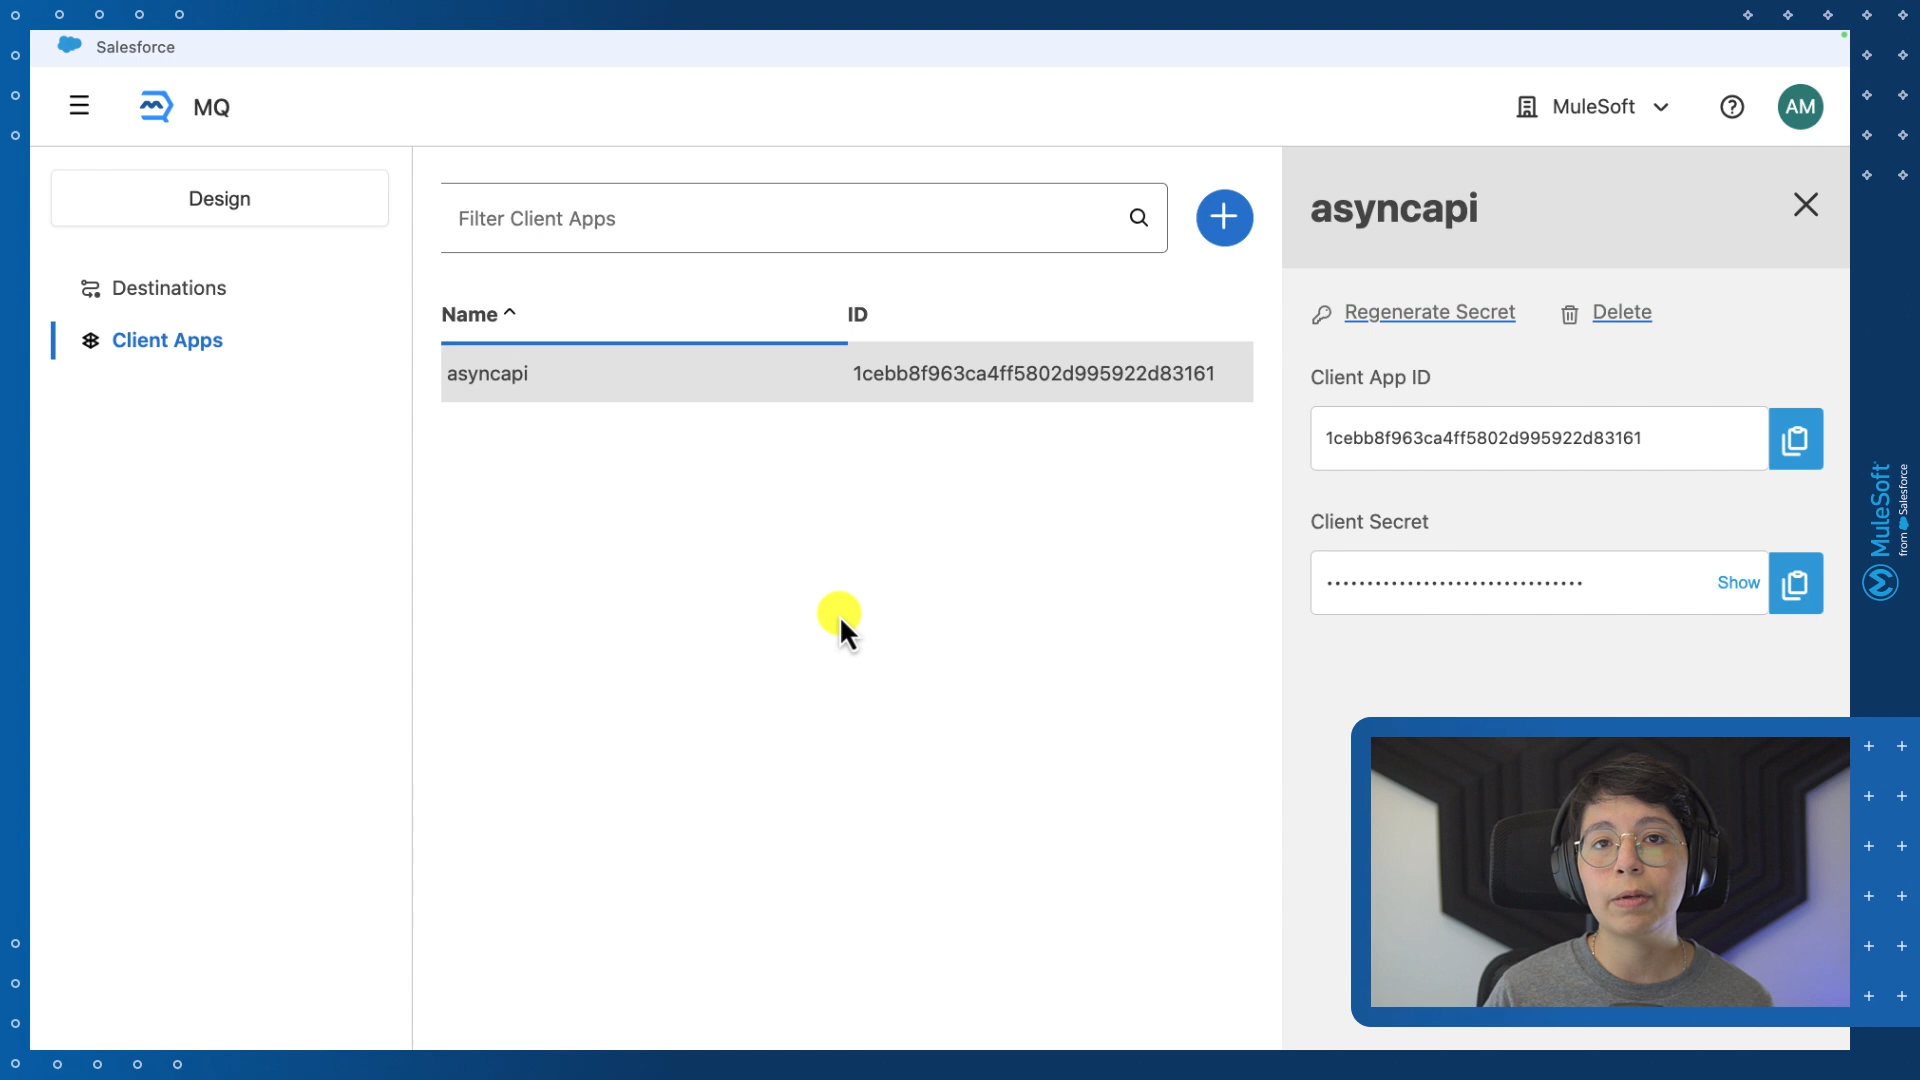 Salesforce
MQ
MuleSoft
AM
Design
Destinations
Client Apps
Filter Client Apps
Name
ID
asyncapi
1cebb8f963ca4ff5802d995922d83161
asyncapi
Regenerate Secret
Delete
Client App ID
1cebb8f963ca4ff5802d995922d83161
Client Secret
Show
MuleSoft
from Salesforce